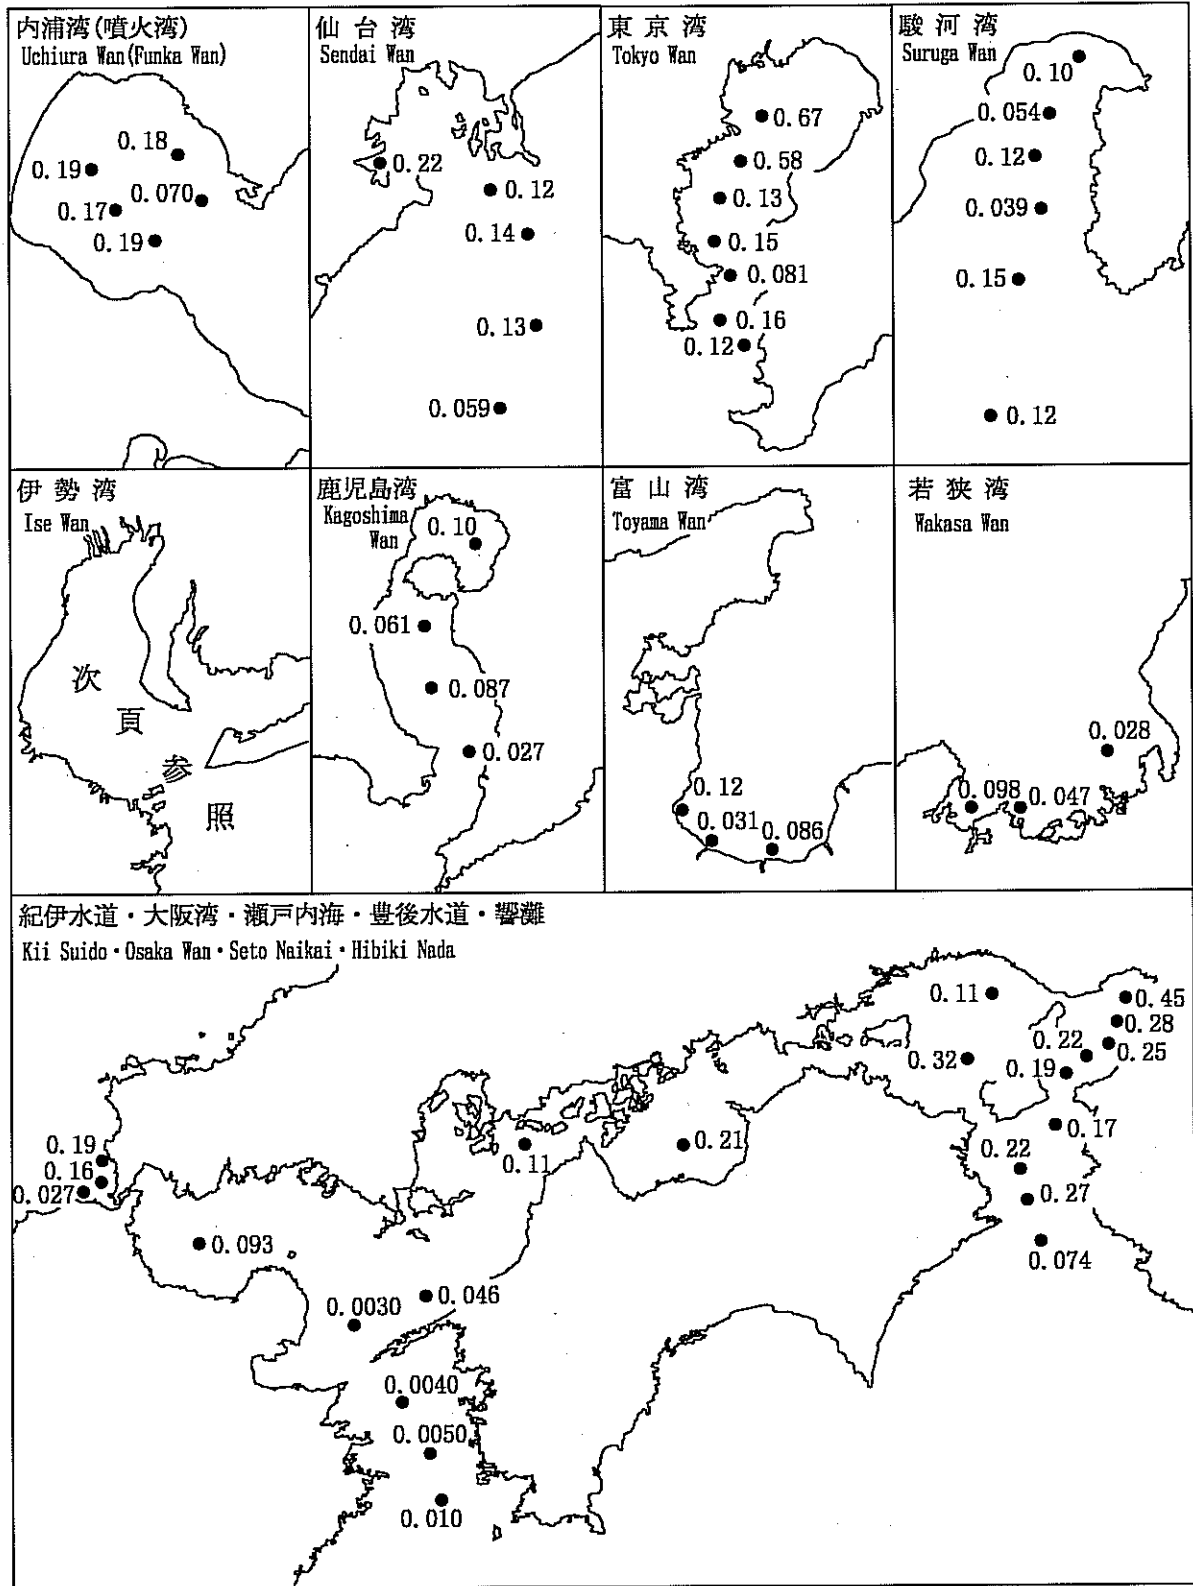 内浦湾(噴火湾)
Uchiura Wan(Funka Wan)
0.18
0.19
0.070
0.17
0.19
仙台湾
Sendai Wan
0.22
0.12
0.14
0.13
0.059
東京湾
Tokyo Wan
0.67
0.58
0.13
0.15
0.081
0.16
0.12
駿河湾
Suruga Wan
0.10
0.054
0.12
0.039
0.15
0.12
伊勢湾
Ise Wan
次
頁
参
照
鹿児島湾
Kagoshima
Wan
0.10
0.061
0.087
0.027
富山湾
Toyama Wan
0.12
0.031
0.086
若狭湾
Wakasa Wan
0.028
0.098
0.047
紀伊水道・大阪湾・瀬戸内海・豊後水道・響灘
Kii Suido・Osaka Wan・Seto Naikai・Hibiki Nada
0.11
0.45
0.28
0.22
0.25
0.32
0.19
0.17
0.19
0.11
0.21
0.22
0.16
0.027
0.27
0.093
0.074
0.046
0.0030
0.0040
0.0050
0.010